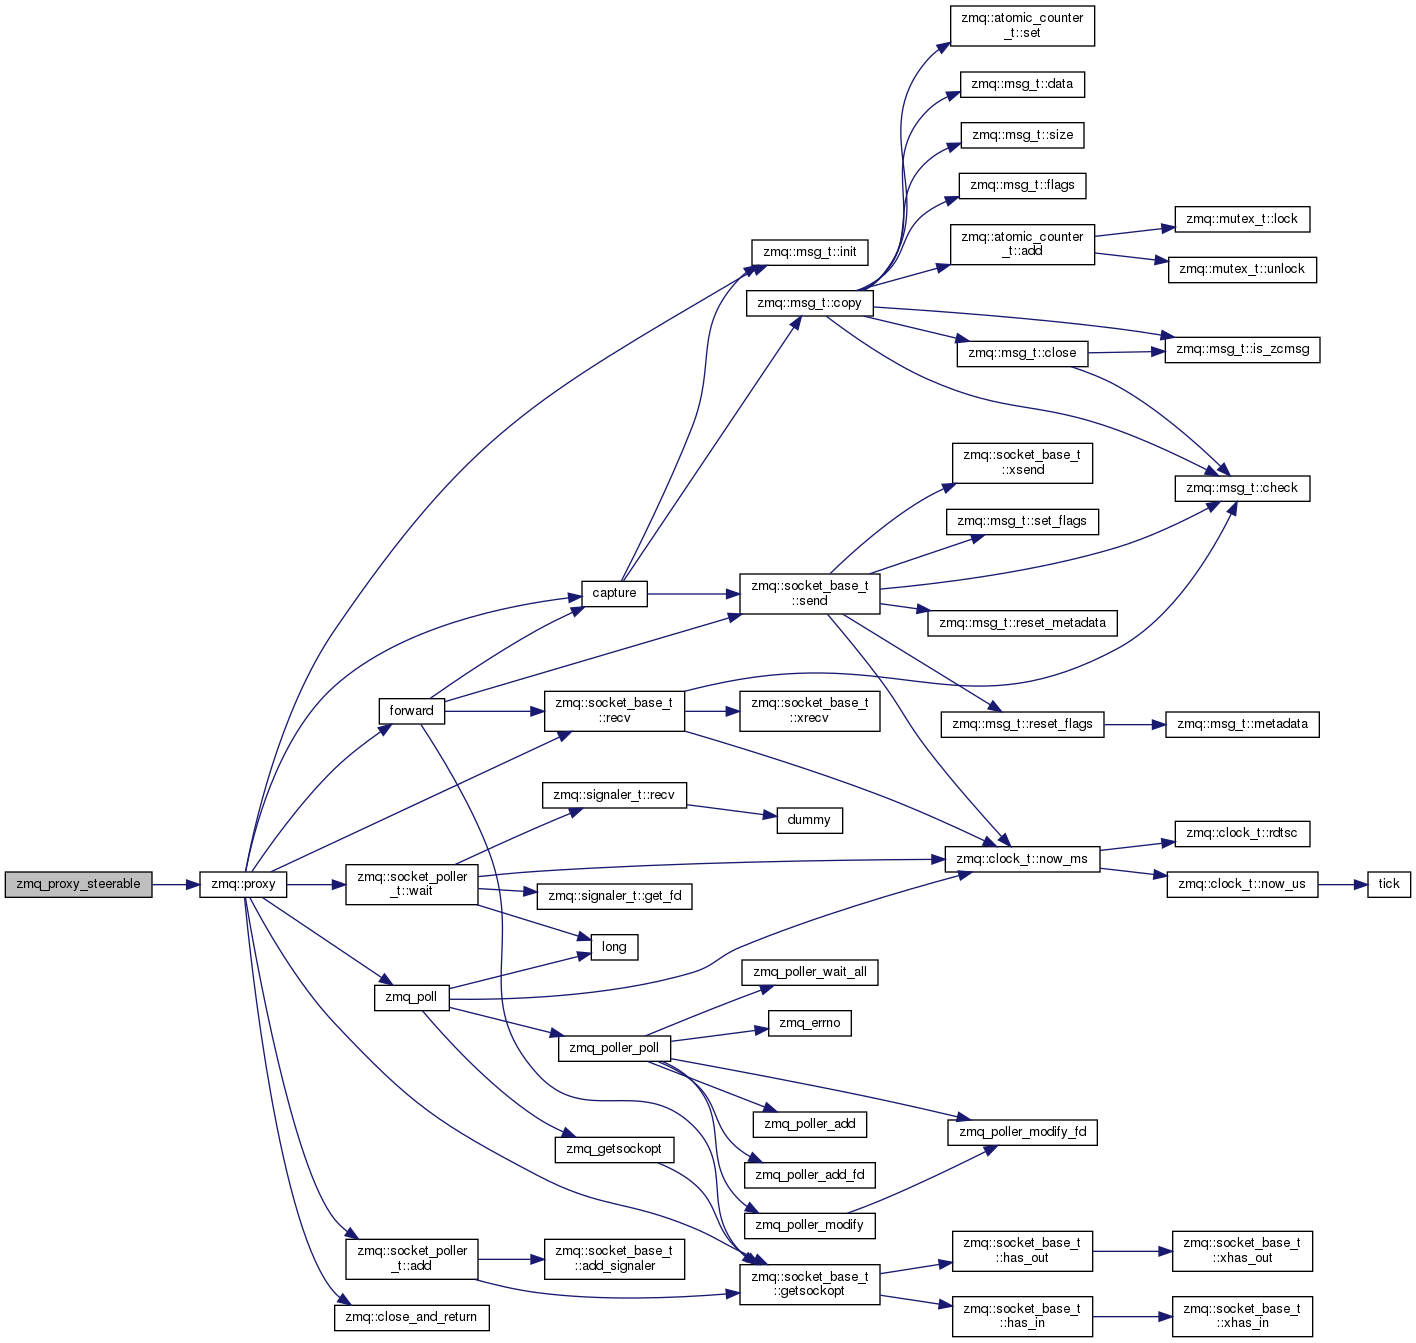 zmq::atomic_counter
_t::set
zmq::msg_t::data
zmq::msg_t::size
zmq::msg_t::flags
zmq::mutex_t::lock
zmq::atomic_counter
_t::add
zmq::msg_t::init
zmq::mutex_t::unlock
zmq::msg_t::copy
zmq::msg_t::close
zmq::msg_t::is_zcmsg
zmq::socket_base_t
::xsend
zmq::msg_t::check
zmq::msg_t::set_flags
capture
zmq::socket_base_t
::send
zmq::msg_t::reset_metadata
forward
zmq::socket_base_t
::recv
zmq::socket_base_t
::xrecv
zmq::msg_t::reset_flags
zmq::msg_t::metadata
zmq::signaler_t::recv
dummy
zmq::clock_t::rdtsc
zmq::clock_t::now_ms
zmq_proxy_steerable
zmq::proxy
zmq::socket_poller
_t::wait
zmq::signaler_t::get_fd
zmq::clock_t::now_us
tick
long
zmq_poller_wait_all
zmq_poll
zmq_errno
zmq_poller_poll
zmq_poller_add
zmq_poller_modify_fd
zmq_getsockopt
zmq_poller_add_fd
zmq_poller_modify
zmq::socket_poller
_t::add
zmq::socket_base_t
::add_signaler
zmq::socket_base_t
::has_out
zmq::socket_base_t
::xhas_out
zmq::socket_base_t
::getsockopt
zmq::close_and_return
zmq::socket_base_t
::has_in
zmq::socket_base_t
::xhas_in